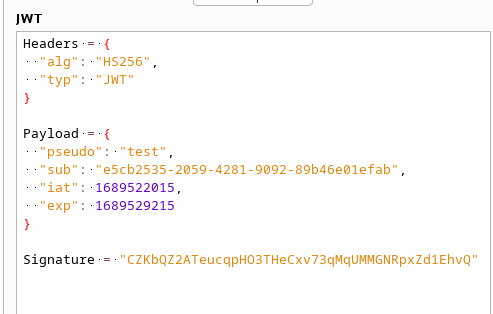 JWT
Headers = {
  "alg": "HS256",
  "typ": "JWT"
}
Payload = {
  "pseudo": "test",
  "sub": "e5cb2535-2059-4281-9092-89b46e01efab",
  "iat": 1689522015,
  "exp": 1689529215
}
Signature = "CZKbQZ2ATeucqpHO3THeCxv73qMqUMMGNRpxZd1EhvQ"